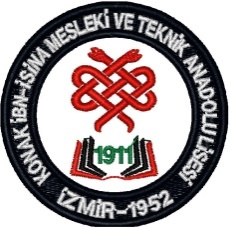 KONAK İBN-İ SİNA MESLEKİ VE TEKNİK ANADOLU LİSESİ
1911
İZMİR-1952